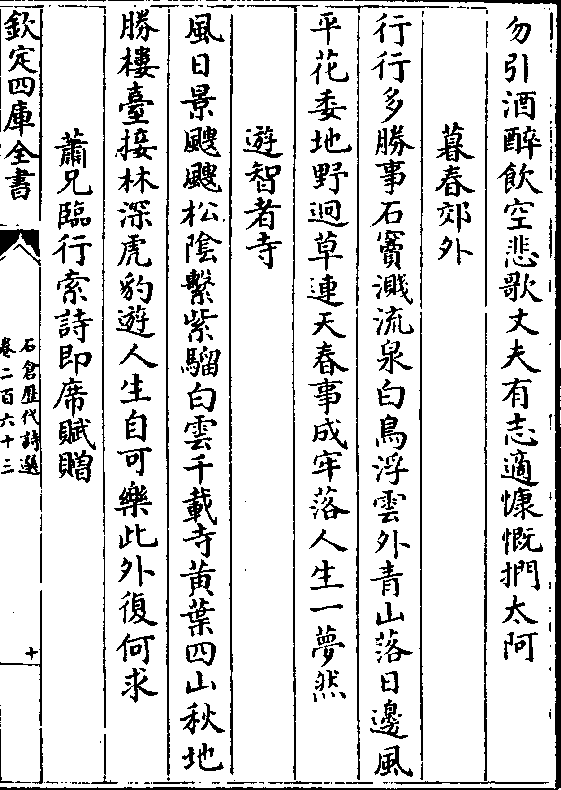 勿引酒醉飲空悲歌丈夫有志適慷慨捫太阿
暮春郊外
行行多勝事石竇濺流泉白鳥浮雲外青山落日邊風
平花委地野迥草連天春事成牢落人生一夢然
遊智者寺
風日景颼颼松陰繫紫騮白雲千載寺黃葉四山秋地
勝樓臺接林深虎豹遊人生自可樂此外復何求
蕭兄臨行索詩即席賦贈
欽定四庫全書
石倉歷代詩選
卷二百六十三
十